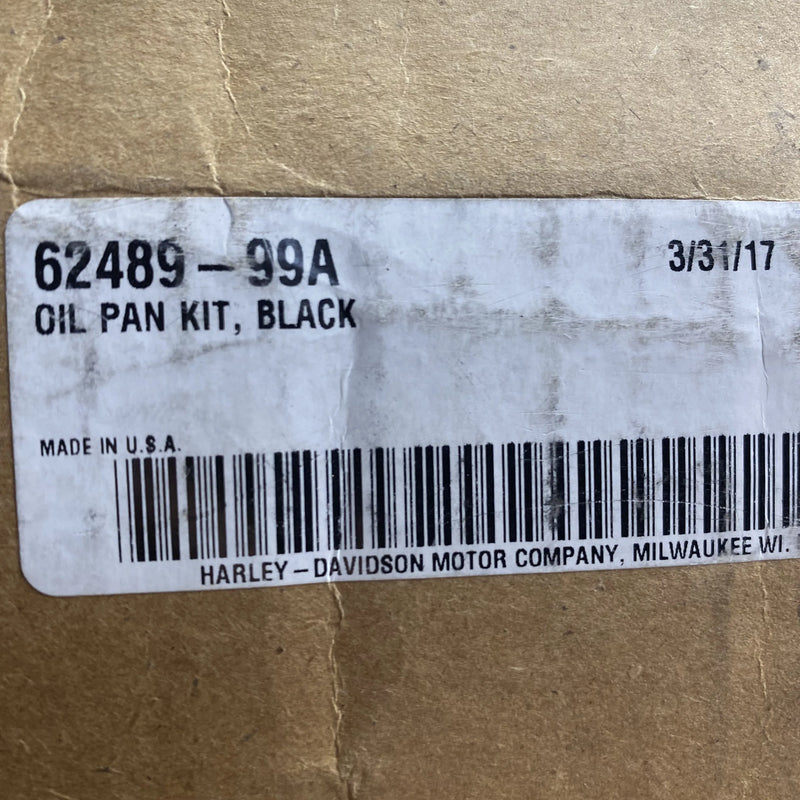 62489-99A 3/31/17
OIL PAN KIT, BLACK
MADE IN U.S.A.
HARLEY-DAVIDSON MOTOR COMPANY, MILWAUKEE WI.